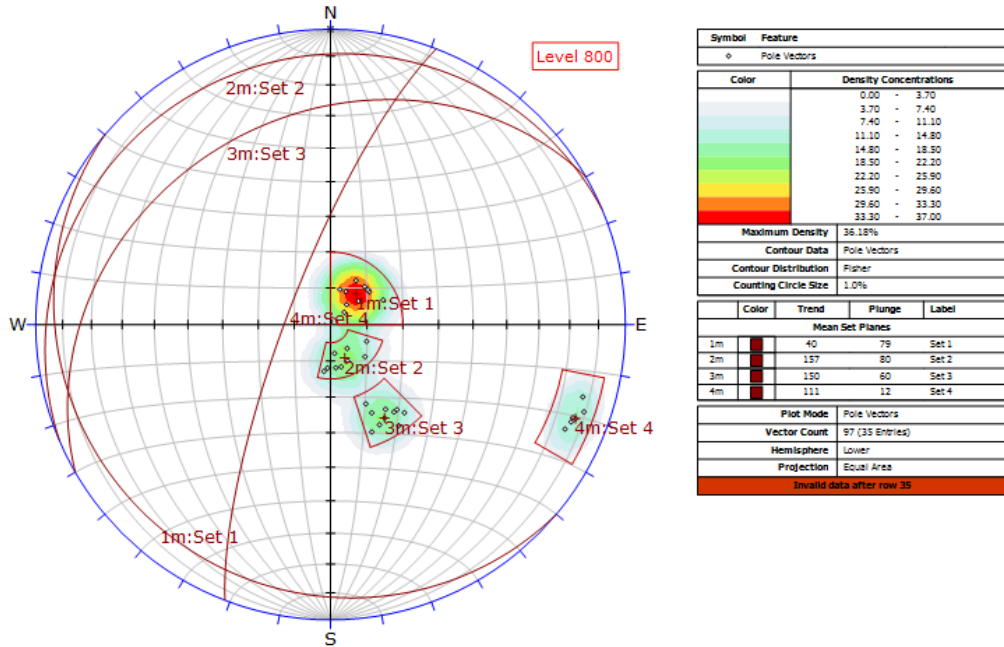 N
Level 800
2m:Set 2
3m:Set 3
1m:Set 1
W
4m:Set 4
E
2m:Set 2
3m:Set 3
4m:Set 4
1m:Set 1
S
Symbol Feature
Pole Vectors
Color Density Concentrations
0.00 - 3.70
3.70 - 7.40
7.40 - 11.10
11.10 - 14.80
14.80 - 18.50
18.50 - 22.20
22.20 - 25.90
25.90 - 29.60
29.60 - 33.30
33.30 - 37.00
Maximum Density 36.18%
Contour Data Pole Vectors
Contour Distribution Fisher
Counting Circle Size 1.0%
Color Trend Plunge Label
Mean Set Planes
1m 40 79 Set 1
2m 157 80 Set 2
3m 150 60 Set 3
4m 111 12 Set 4
Plot Mode Pole Vectors
Vector Count 97 (35 Entries)
Hemisphere Lower
Projection Equal Area
Invalid data after row 35